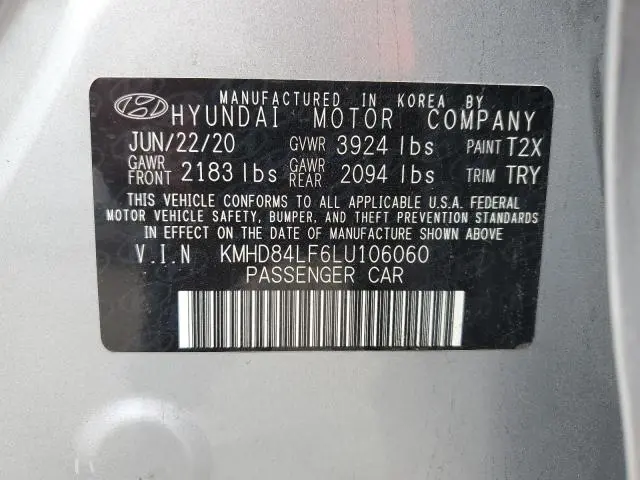 MANUFACTURED IN KOREA BY
HYUNDAI MOTOR COMPANY
JUN/22/20 GVWR 3924 lbs PAINT T2X
GAWR FRONT 2183 lbs GAWR REAR 2094 lbs TRIM TRY
THIS VEHICLE CONFORMS TO ALL APPLICABLE U.S.A. FEDERAL
MOTOR VEHICLE SAFETY, BUMPER, AND THEFT PREVENTION STANDARDS
IN EFFECT ON THE DATE OF MANUFACTURE SHOWN ABOVE.
V.I.N KMHD84LF6LU106060
PASSENGER CAR